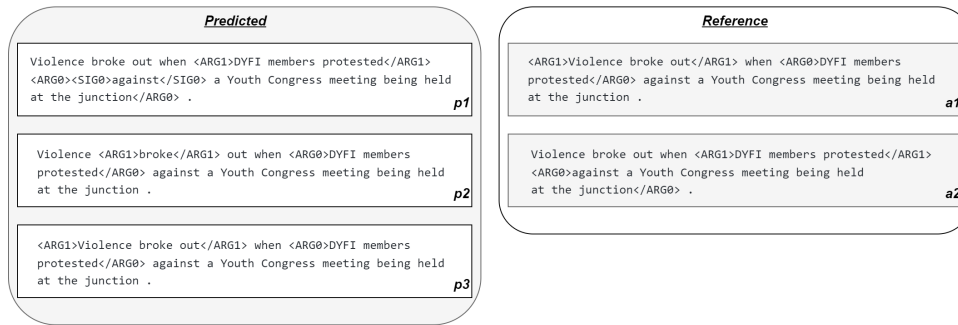 Predicted
Violence broke out when <ARG1>DYFI members protested</ARG1>
<ARG0><SIG0>against</SIG0> a Youth Congress meeting being held
at the junction</ARG0> .
p1
Violence <ARG1>broke</ARG1> out when <ARG0>DYFI members
protested</ARG0> against a Youth Congress meeting being held
at the junction .
p2
<ARG1>Violence broke out</ARG1> when <ARG0>DYFI members
protested</ARG0> against a Youth Congress meeting being held
at the junction .
p3
Reference
<ARG1>Violence broke out</ARG1> when <ARG0>DYFI members
protested</ARG0> against a Youth Congress meeting being held
at the junction .
a1
Violence broke out when <ARG1>DYFI members protested</ARG1>
<ARG0>against a Youth Congress meeting being held
at the junction</ARG0> .
a2